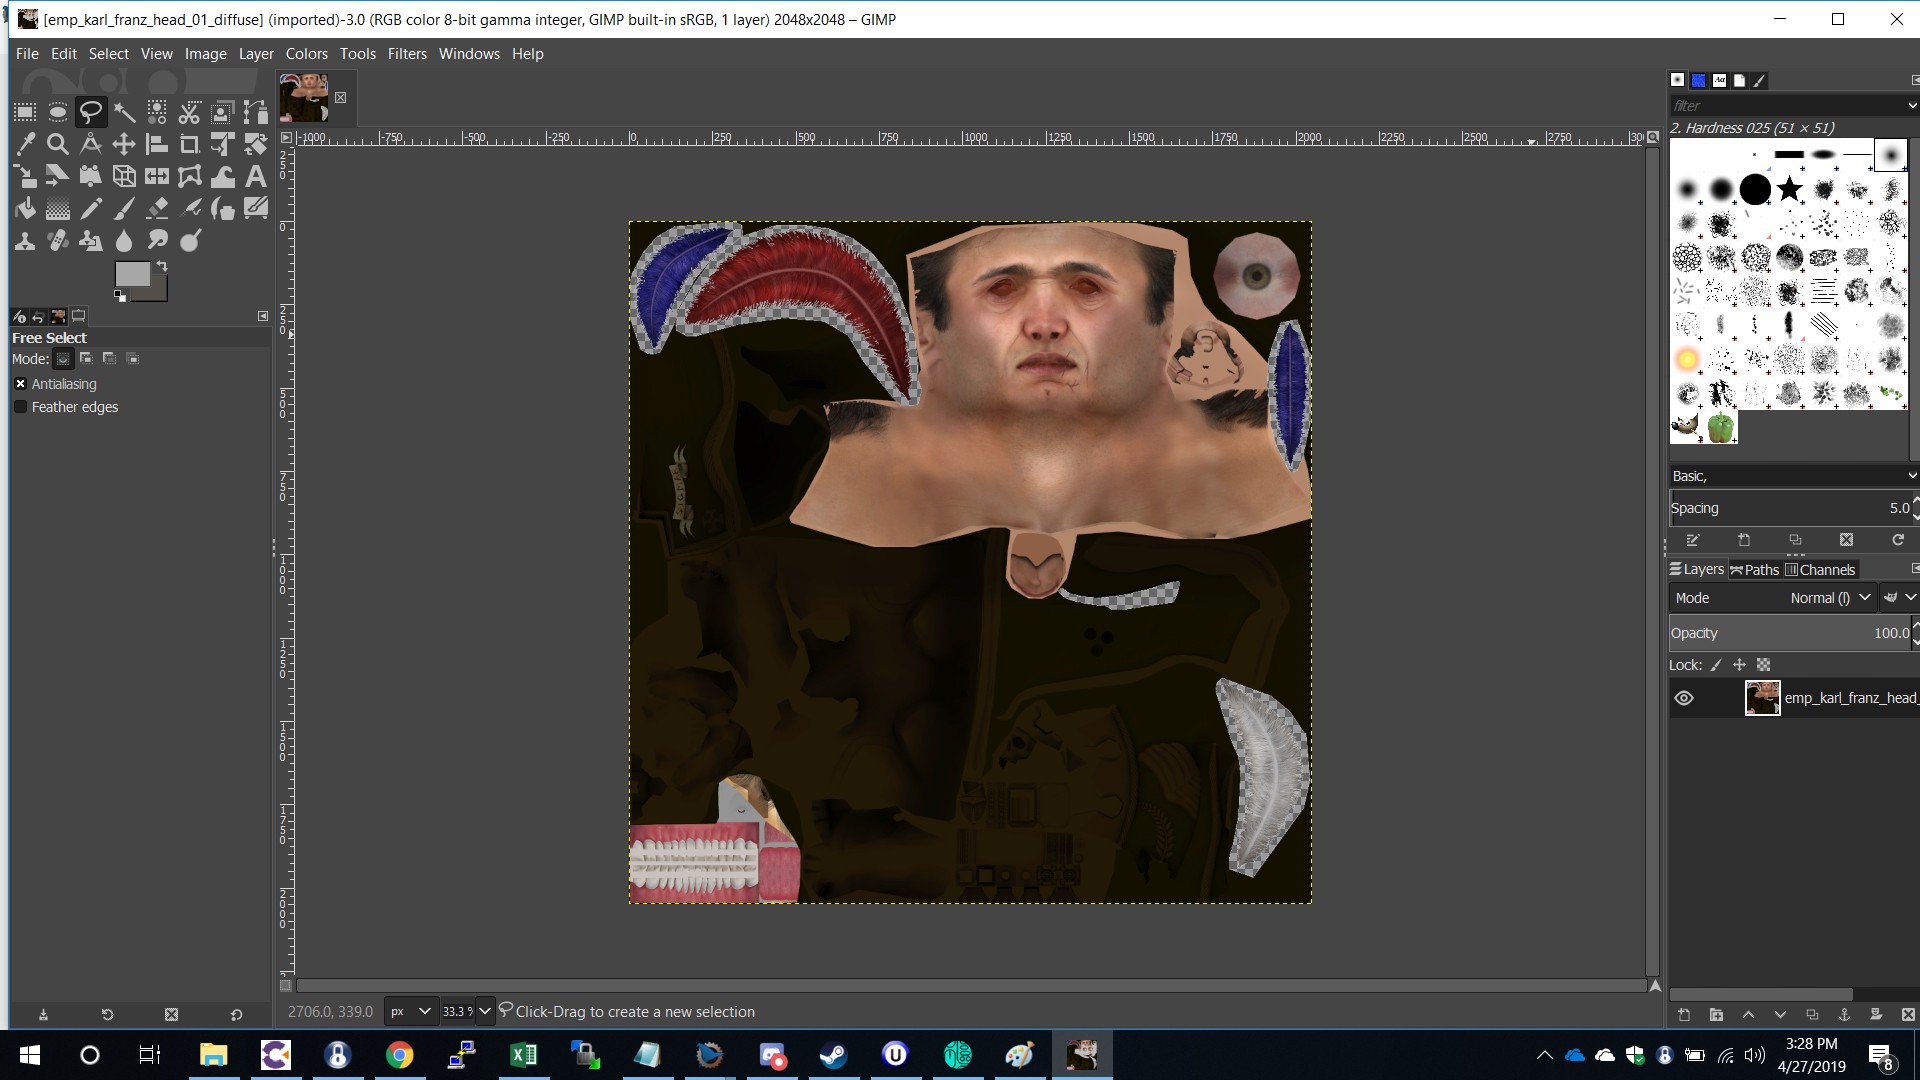 [emp_karl_franz_head_01_diffuse] (imported)-3.0 (RGB color 8-bit gamma integer, GIMP built-in sRGB, 1 layer) 2048x2048 – GIMP
File Edit Select View Image Layer Colors Tools Filters Windows Help
filter
2. Hardness 025 (51 × 51)
-1000 -750 -500 -250 0 250 500 750 1000 1250 1500 1750 2000 2250 2500 2750
Free Select
Mode:
Antialiasing
Feather edges
Basic,
Spacing 5.0
Layers Paths Channels
Mode Normal (l)
Opacity 100.0
Lock:
emp_karl_franz_head_
2706.0, 339.0 px 33.3 % Click-Drag to create a new selection
3:28 PM
4/27/2019
8